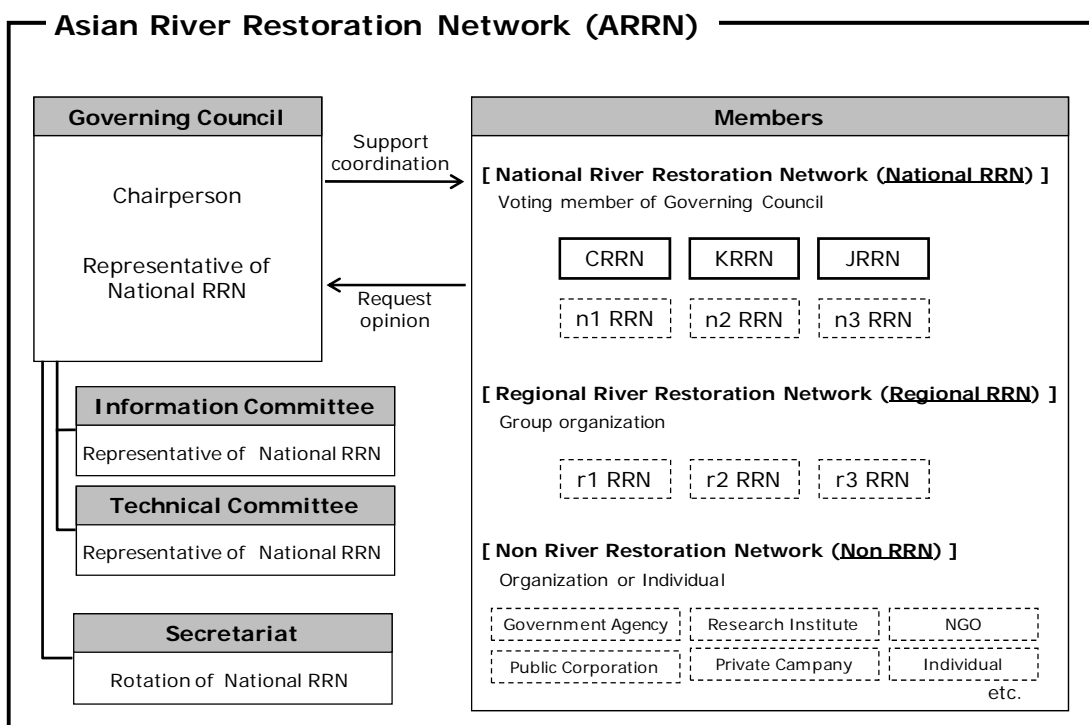 Asian River Restoration Network (ARRN)
Governing Council
Chairperson
Representative of
National RRN
Support
coordination
Request
opinion
Information Committee
Representative of National RRN
Technical Committee
Representative of National RRN
Secretariat
Rotation of National RRN
Members
[ National River Restoration Network (National RRN) ]
Voting member of Governing Council
CRRN KRRN JRRN
n1 RRN n2 RRN n3 RRN
[ Regional River Restoration Network (Regional RRN) ]
Group organization
r1 RRN r2 RRN r3 RRN
[ Non River Restoration Network (Non RRN) ]
Organization or Individual
Government Agency Research Institute NGO
Public Corporation Private Campany Individual
etc.